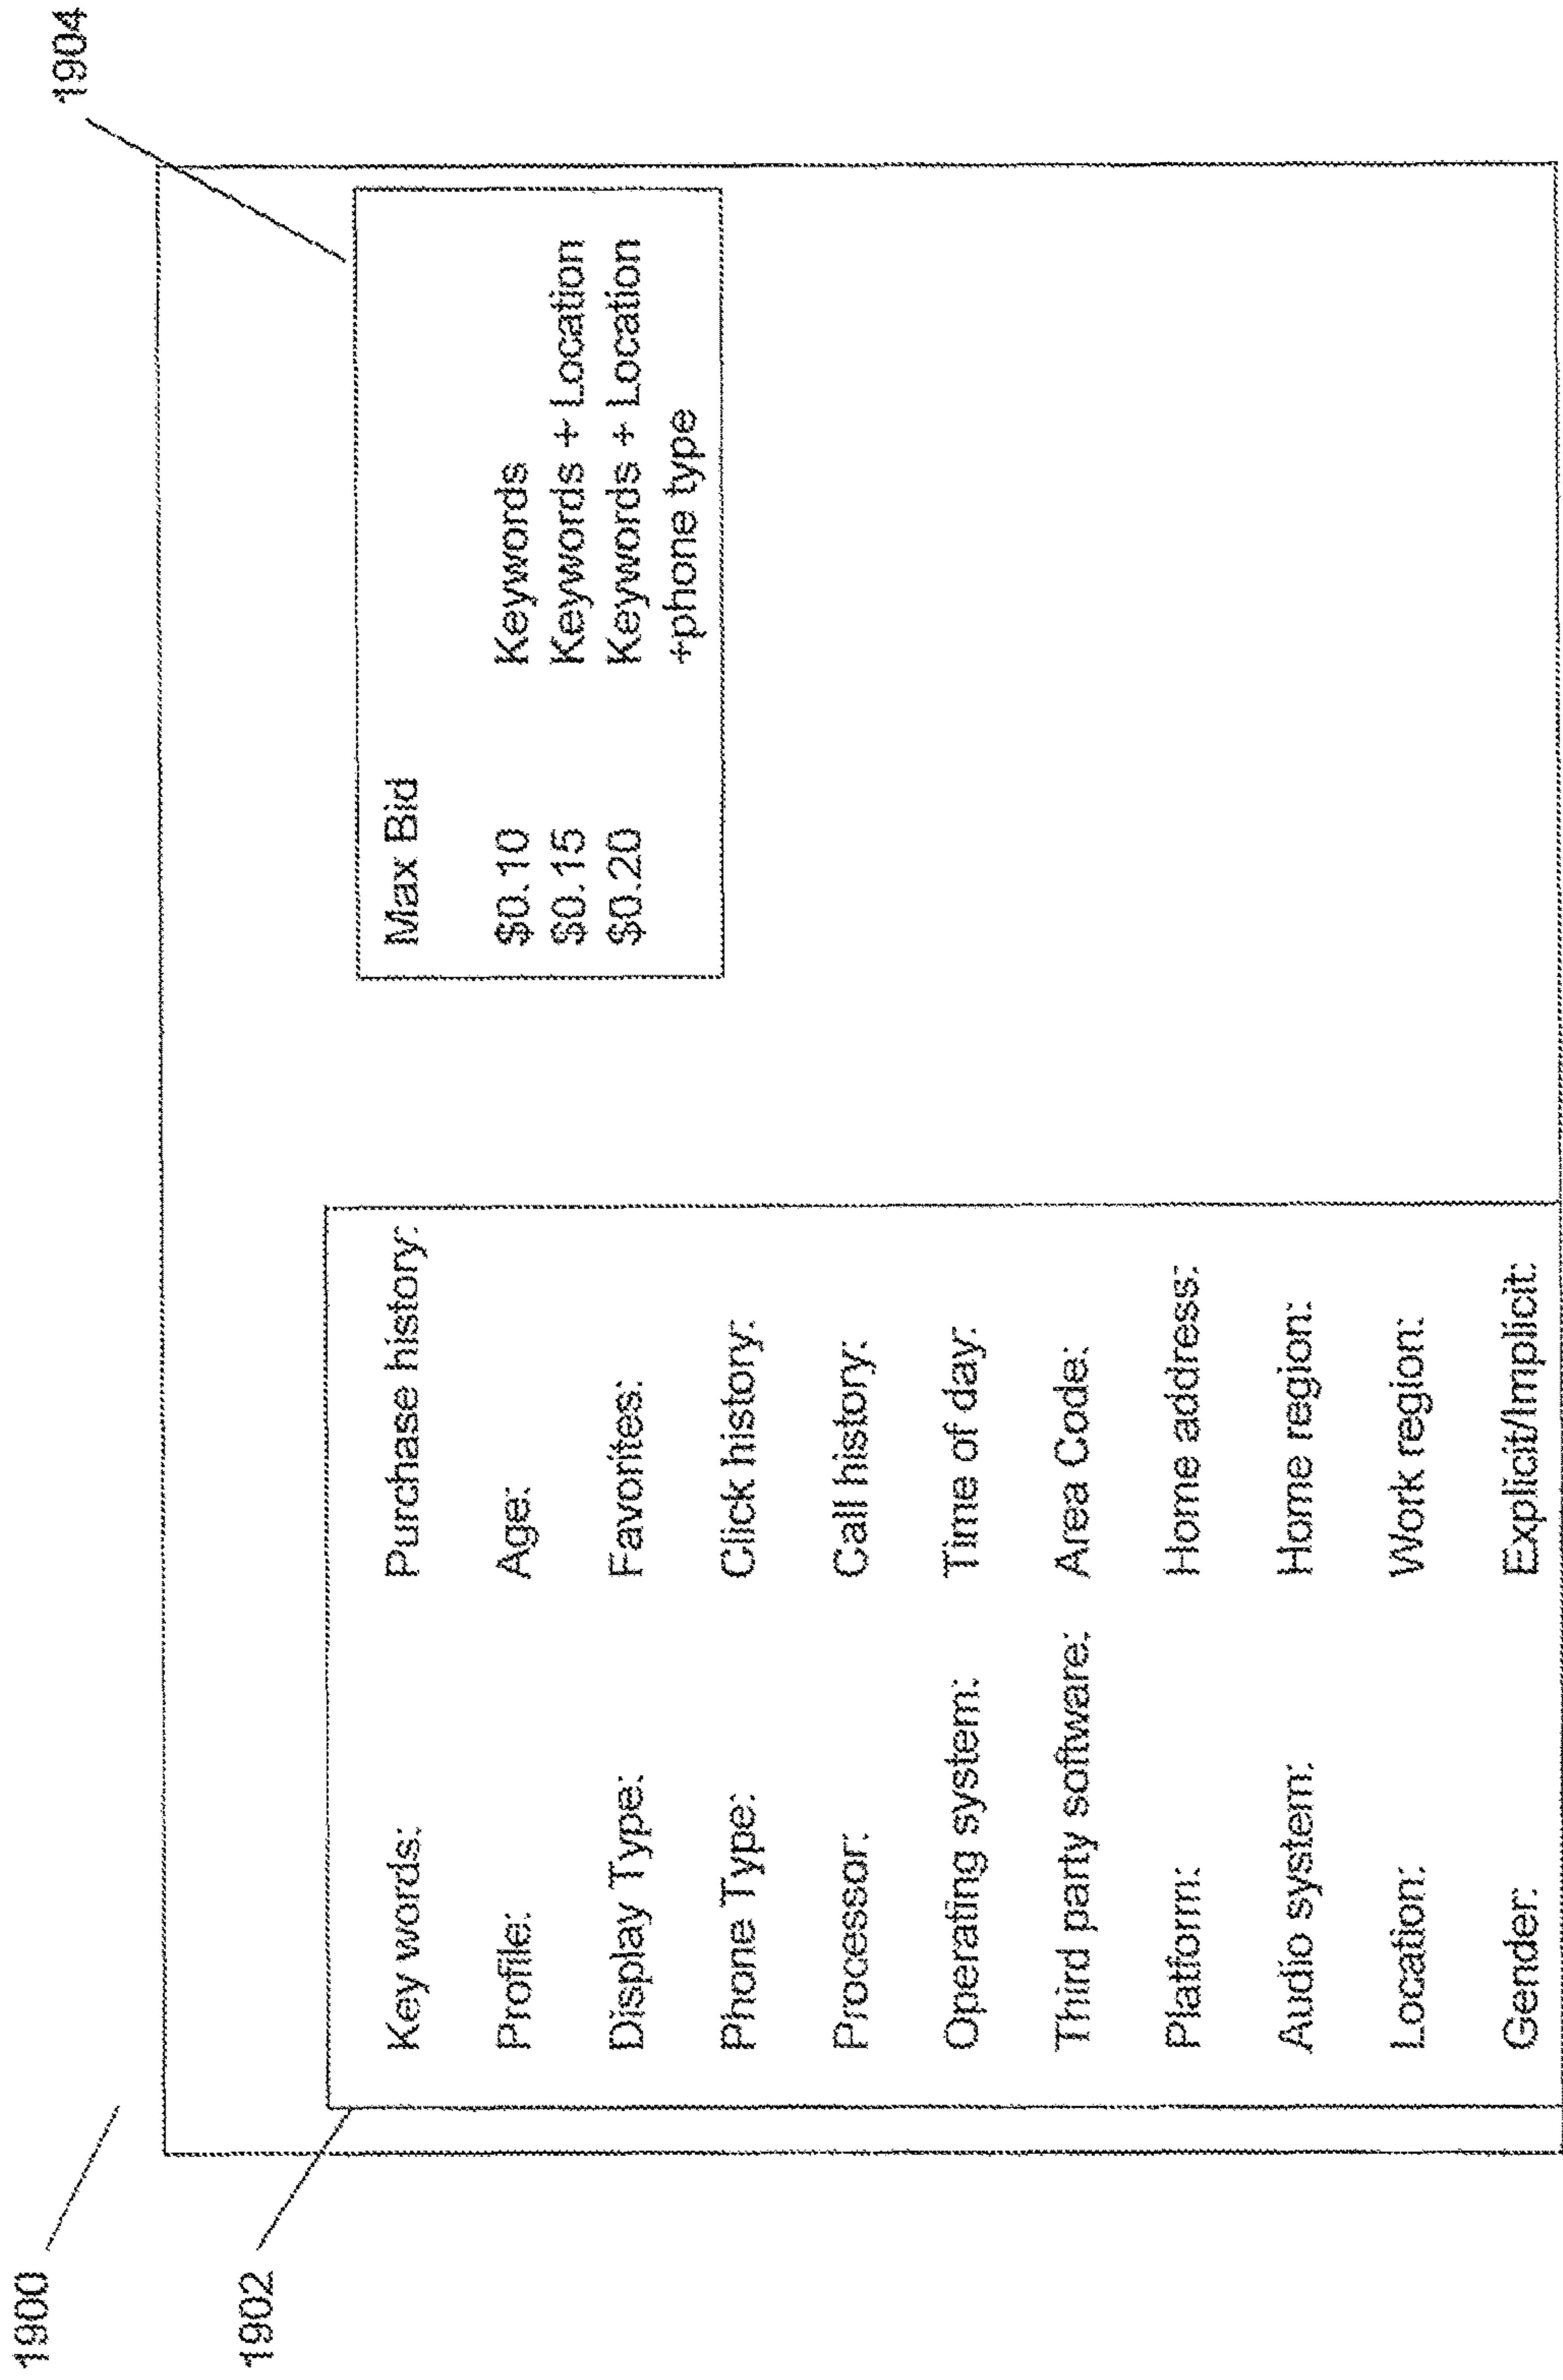 1900
1902
Key words:
Profile:
Display Type:
Phone Type:
Processor:
Operating system:
Third party software:
Platform:
Audio system:
Location:
Gender:
Purchase history:
Age:
Favorites:
Click history:
Call history:
Time of day:
Area Code:
Home address:
Home region:
Work region:
Explicit/Implicit:
1904
Max Bid
$0.10 Keywords
$0.15 Keywords + Location
$0.20 Keywords + Location
+phone type